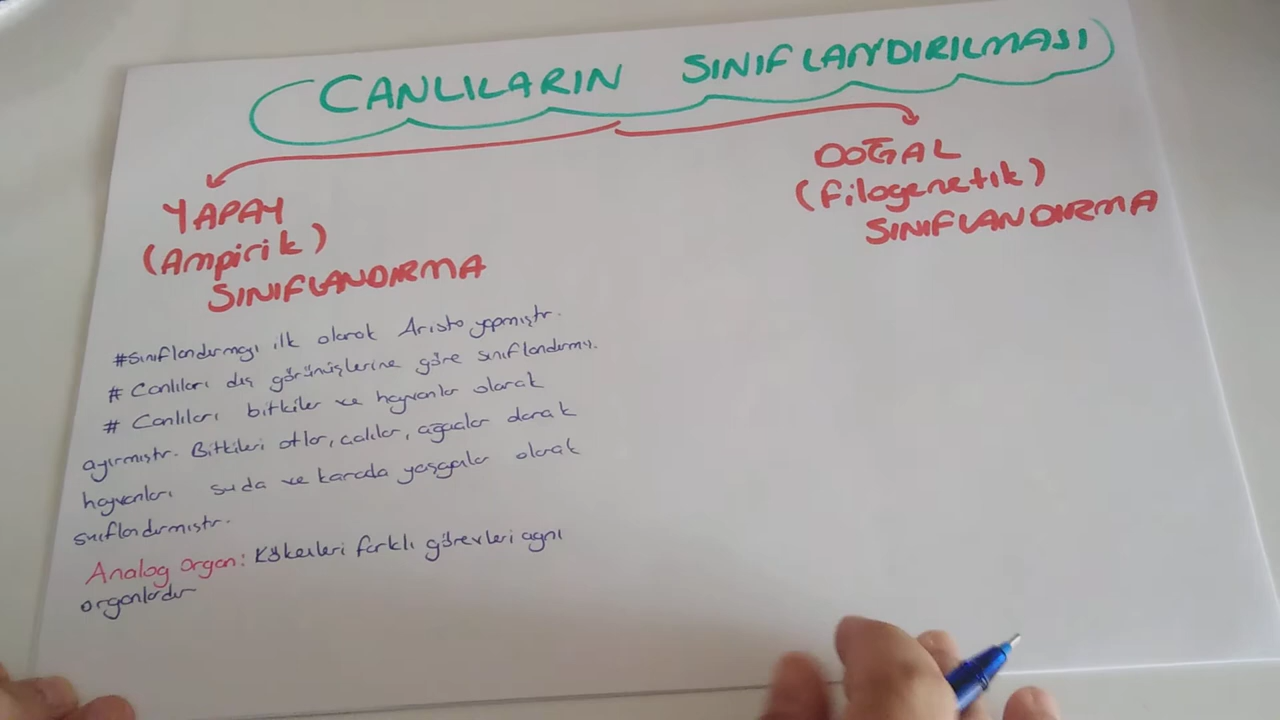 CANLILARIN SINIFLANDIRILMASI
YAPAY
(Ampirik)
SINIFLANDIRMA
#Sınıflandırmayı ilk olarak Aristo yapmıştır.
# Canlıları dış görünüşlerine göre sınıflandırmış.
# Canlıları bitkiler ve hayvanlar olarak
ayırmıştır. Bitkileri otlar, çalılar, ağaçlar olarak
hayvanları suda ve karada yaşayanlar olarak
sınıflandırmıştır.
Analog Organ: Kökenleri farklı görevleri aynı
organlardır
DOĞAL
(filogenetik)
SINIFLANDIRMA